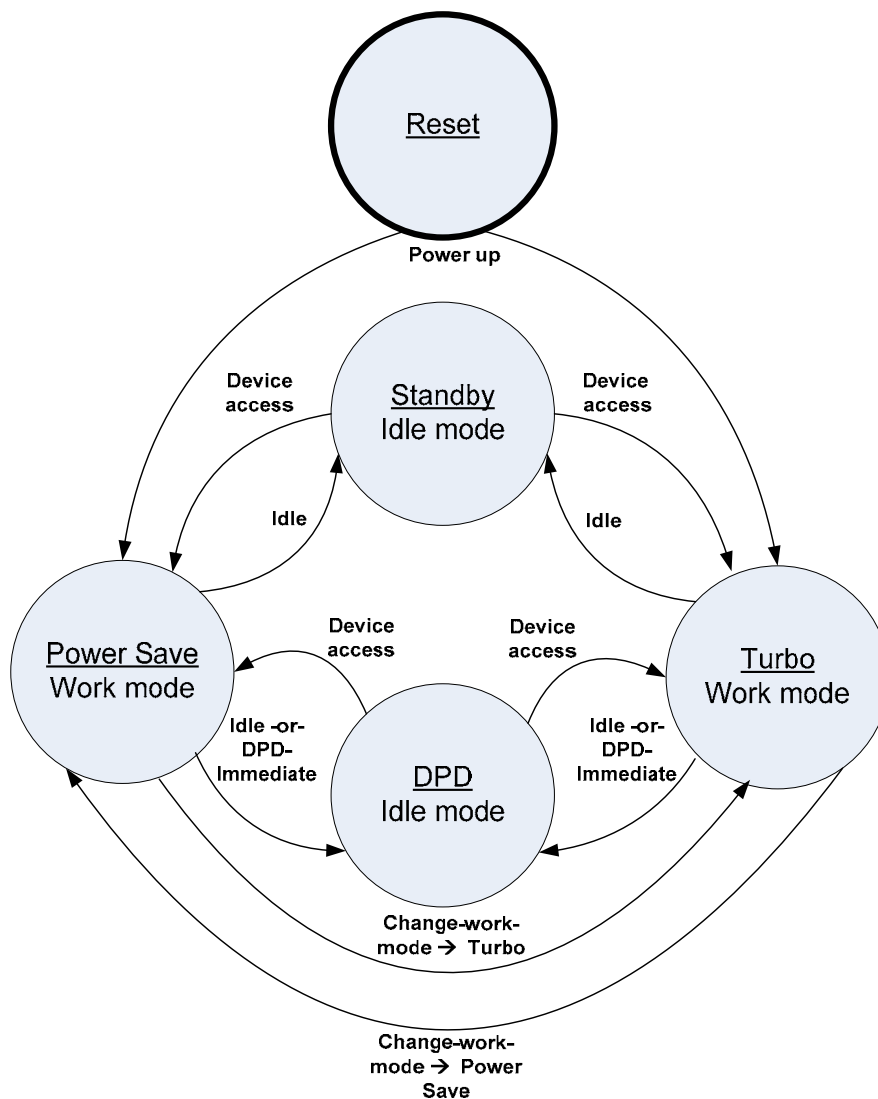 Reset
Power up
Device
access
Standby
Idle mode
Device
access
Idle
Idle
Power Save
Work mode
Device
access
Device
access
Turbo
Work mode
Idle -or-
DPD-
Immediate
DPD
Idle mode
Idle -or-
DPD-
Immediate
Change-work-
mode → Turbo
Change-work-
mode → Power
Save